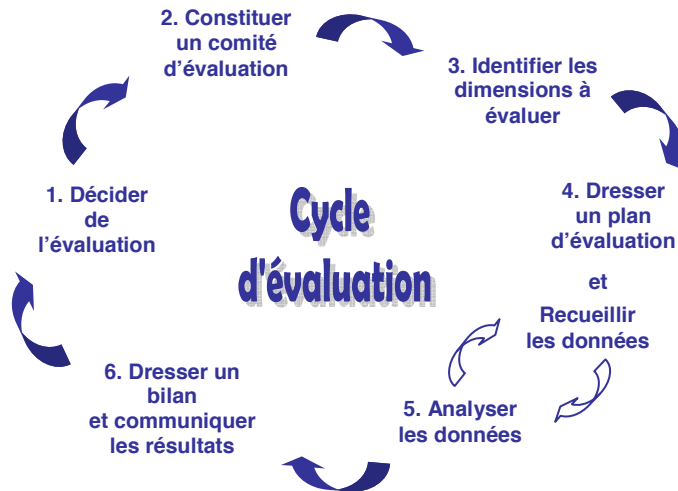 2. Constituer
un comité
d'évaluation
3. Identifier les
dimensions à
évaluer
1. Décider
de
l'évaluation
Cycle
d'évaluation
4. Dresser
un plan
d'évaluation
et
Recueillir
les données
5. Analyser
les données
6. Dresser un
bilan
et communiquer
les résultats